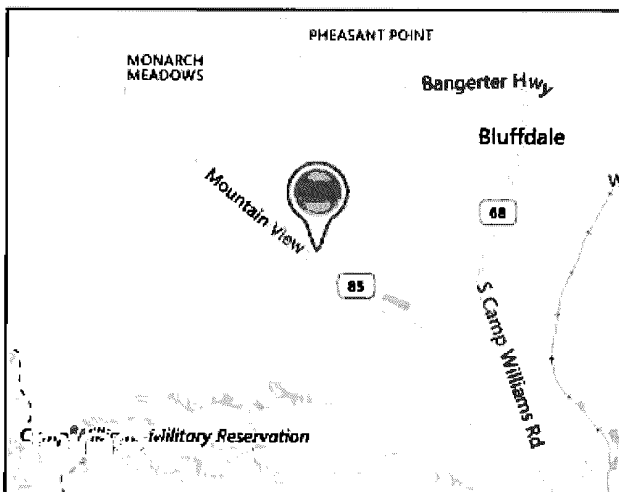 PHEASANT POINT
MONARCH
MEADOWS
Bangerter Hwy
Bluffdale
Mountain View
W
68
85
S Camp Williams Rd
Military Reservation